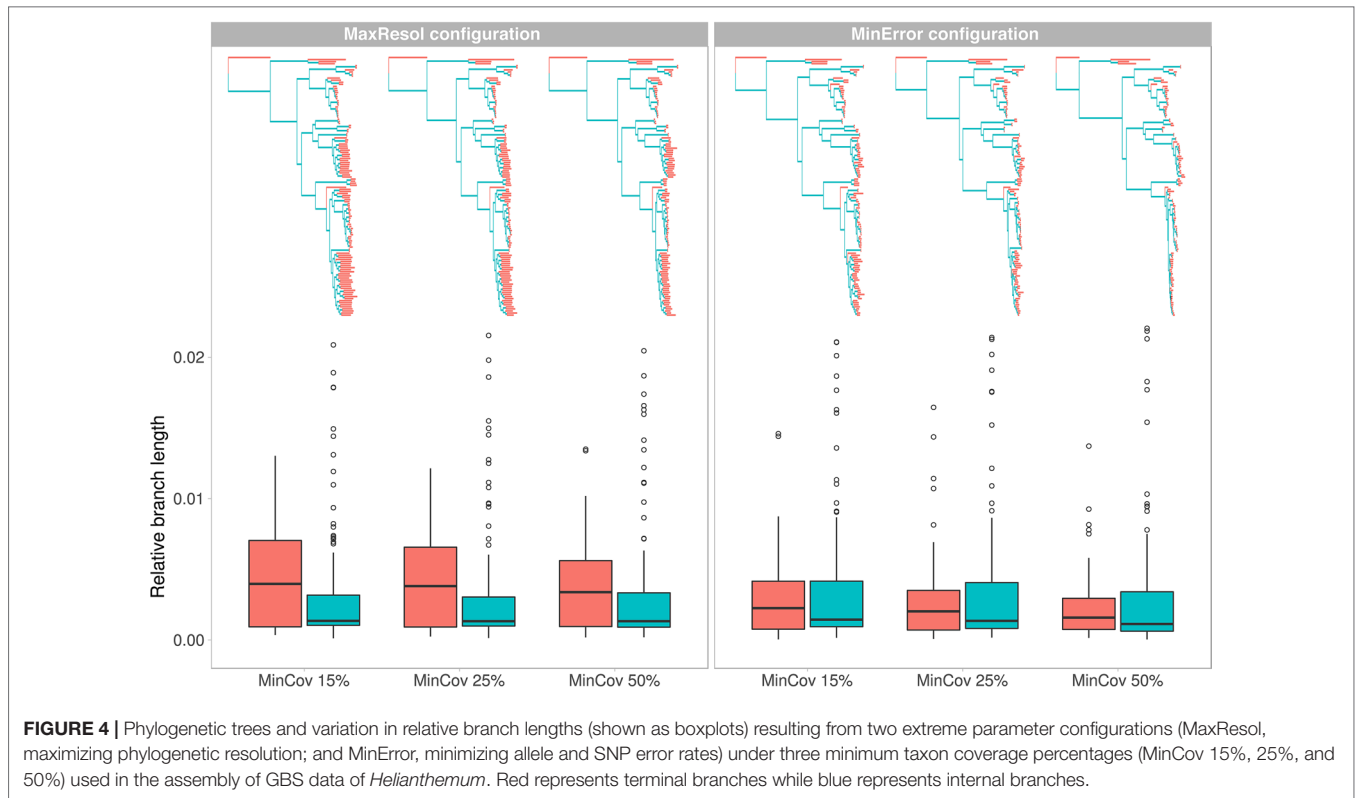 MaxResol configuration
MinError configuration
0.02
0.01
0.00
Relative branch length
MinCov 15%
MinCov 25%
MinCov 50%
MinCov 15%
MinCov 25%
MinCov 50%
FIGURE 4 | Phylogenetic trees and variation in relative branch lengths (shown as boxplots) resulting from two extreme parameter configurations (MaxResol,
maximizing phylogenetic resolution; and MinError, minimizing allele and SNP error rates) under three minimum taxon coverage percentages (MinCov 15%, 25%, and
50%) used in the assembly of GBS data of Helianthemum. Red represents terminal branches while blue represents internal branches.